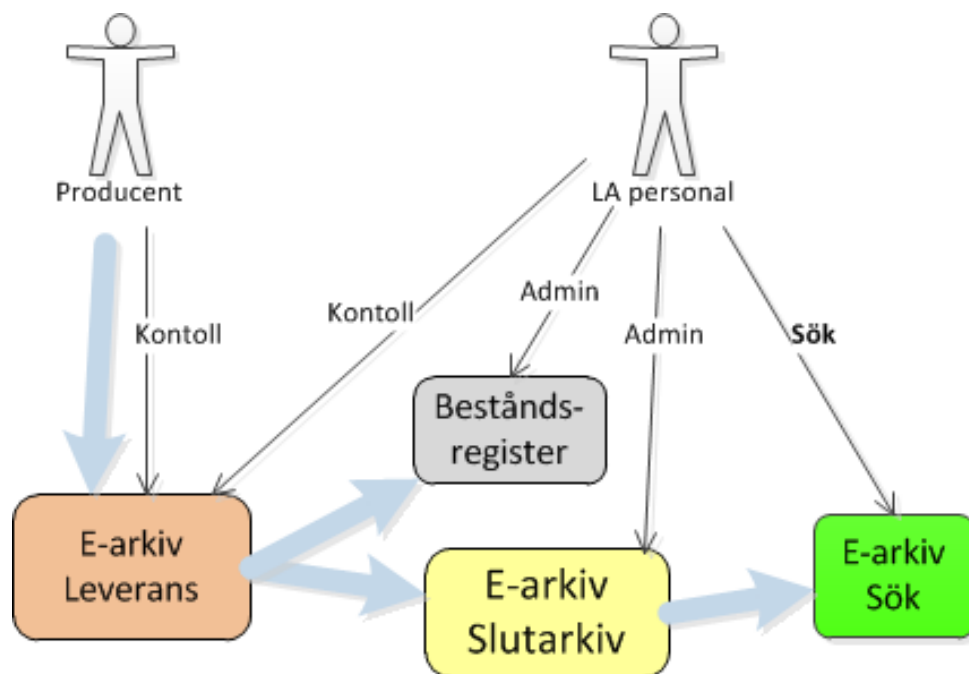 Producent
LA personal
Admin
Kontoll
Kontoll
Admin
Sök
Bestånds-
register
E-arkiv
Leverans
E-arkiv
Slutarkiv
E-arkiv
Sök